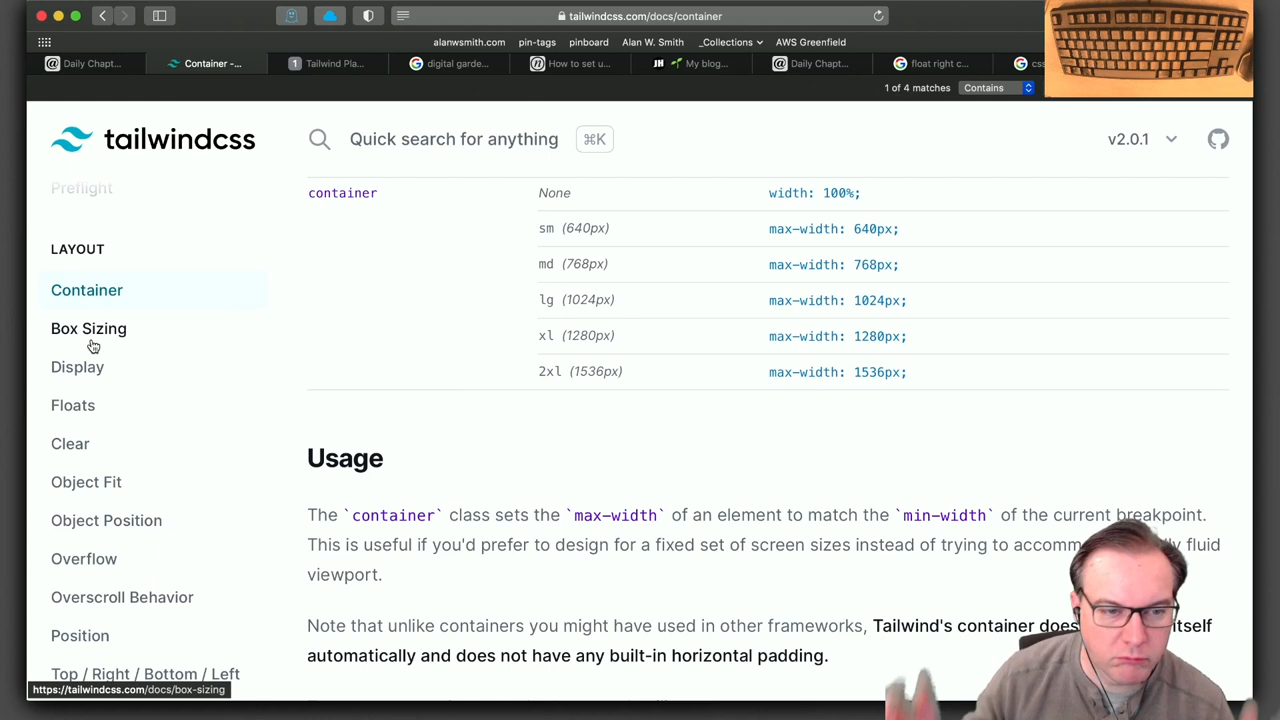 tailwindcss.com/docs/container
alanwsmith.com pin-tags pinboard Alan W. Smith _Collections AWS Greenfield
Daily Chapt... Container -... 1 Tailwind Pla... digital garde... How to set u... JH My blog... Daily Chapt... float right c... css
1 of 4 matches Contains
tailwindcss Quick search for anything ⌘K v2.0.1
Preflight
LAYOUT
Container
Box Sizing
Display
Floats
Clear
Object Fit
Object Position
Overflow
Overscroll Behavior
Position
Top / Right / Bottom / Left
https://tailwindcss.com/docs/box-sizing
container None width: 100%;
sm (640px) max-width: 640px;
md (768px) max-width: 768px;
lg (1024px) max-width: 1024px;
xl (1280px) max-width: 1280px;
2xl (1536px) max-width: 1536px;
Usage
The `container` class sets the `max-width` of an element to match the `min-width` of the current breakpoint.
This is useful if you'd prefer to design for a fixed set of screen sizes instead of trying to fluid
viewport.
Note that unlike containers you might have used in other frameworks, Tailwind's container does itself
automatically and does not have any built-in horizontal padding.